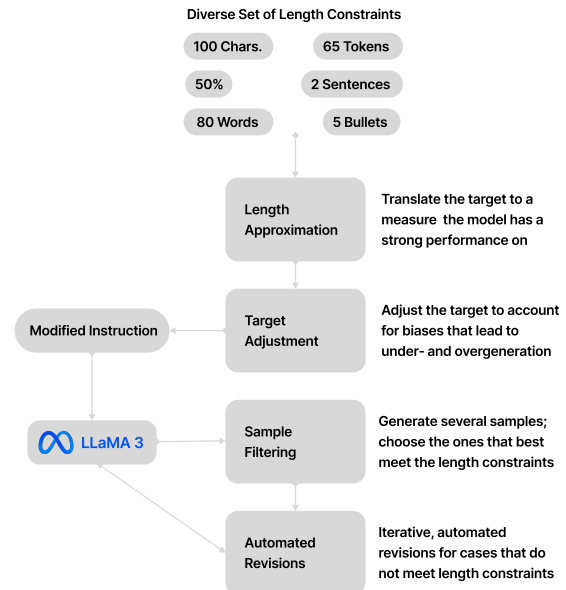 Diverse Set of Length Constraints
100 Chars.
65 Tokens
50%
2 Sentences
80 Words
5 Bullets
Length
Approximation
Translate the target to a
measure the model has a
strong performance on
Target
Adjustment
Adjust the target to account
for biases that lead to
under- and overgeneration
Modified Instruction
LLaMA 3
Sample
Filtering
Generate several samples;
choose the ones that best
meet the length constraints
Automated
Revisions
Iterative, automated
revisions for cases that do
not meet length constraints